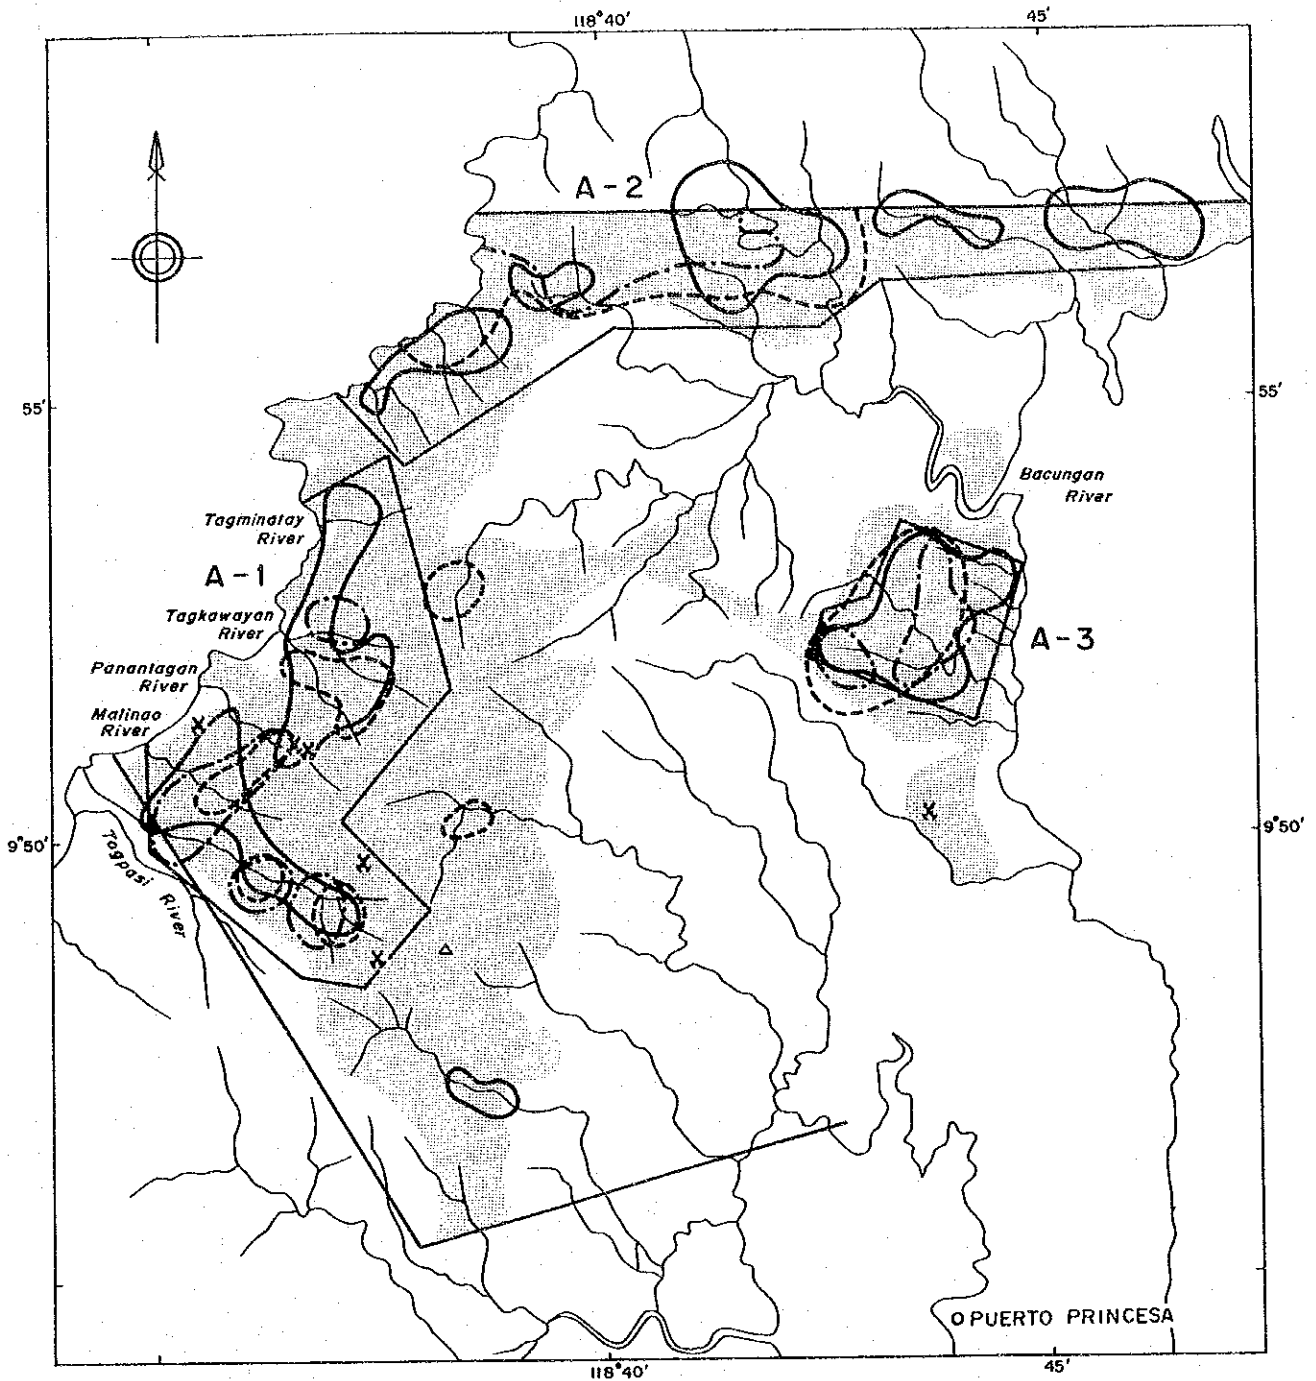 118°40'
45'
A-2
55'
55'
Bacungan
River
Tagminatay
River
A-1
Tagkawayan
River
A-3
Panantagan
River
Malinao
River
9°50'
9°50'
Tagpasi
River
PUERTO PRINCESA
118°40'
45'